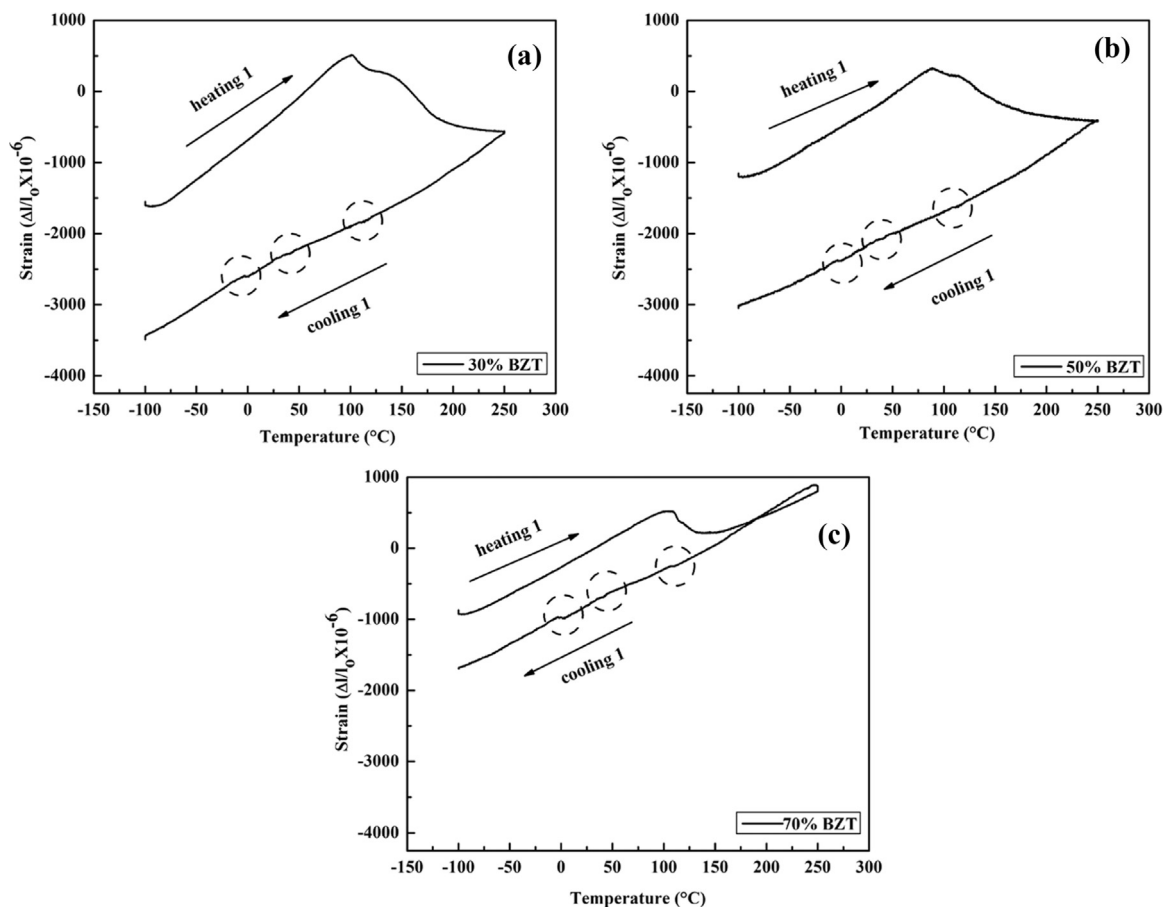 (a)
1000
0
-1000
-2000
-3000
-4000
Strain (Δl/l₀X10⁻⁶)
heating 1
cooling 1
30% BZT
-150 -100 -50 0 50 100 150 200 250 300
Temperature (°C)
(b)
1000
0
-1000
-2000
-3000
-4000
Strain (Δl/l₀X10⁻⁶)
heating 1
cooling 1
50% BZT
-150 -100 -50 0 50 100 150 200 250 300
Temperature (°C)
(c)
1000
0
-1000
-2000
-3000
-4000
Strain (Δl/l₀X10⁻⁶)
heating 1
cooling 1
70% BZT
-150 -100 -50 0 50 100 150 200 250 300
Temperature (°C)